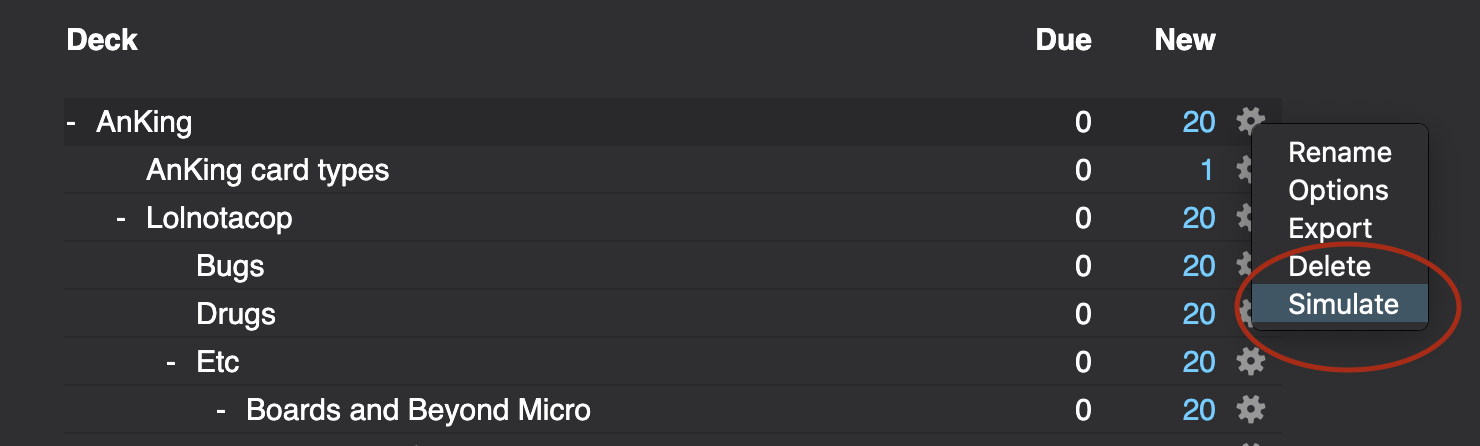 Deck Due New
- AnKing 0 20
AnKing card types 0 1
- Lolnotacop 0 20
Bugs 0 20
Drugs 0 20
- Etc 0 20
- Boards and Beyond Micro 0 20
Rename
Options
Export
Delete
Simulate